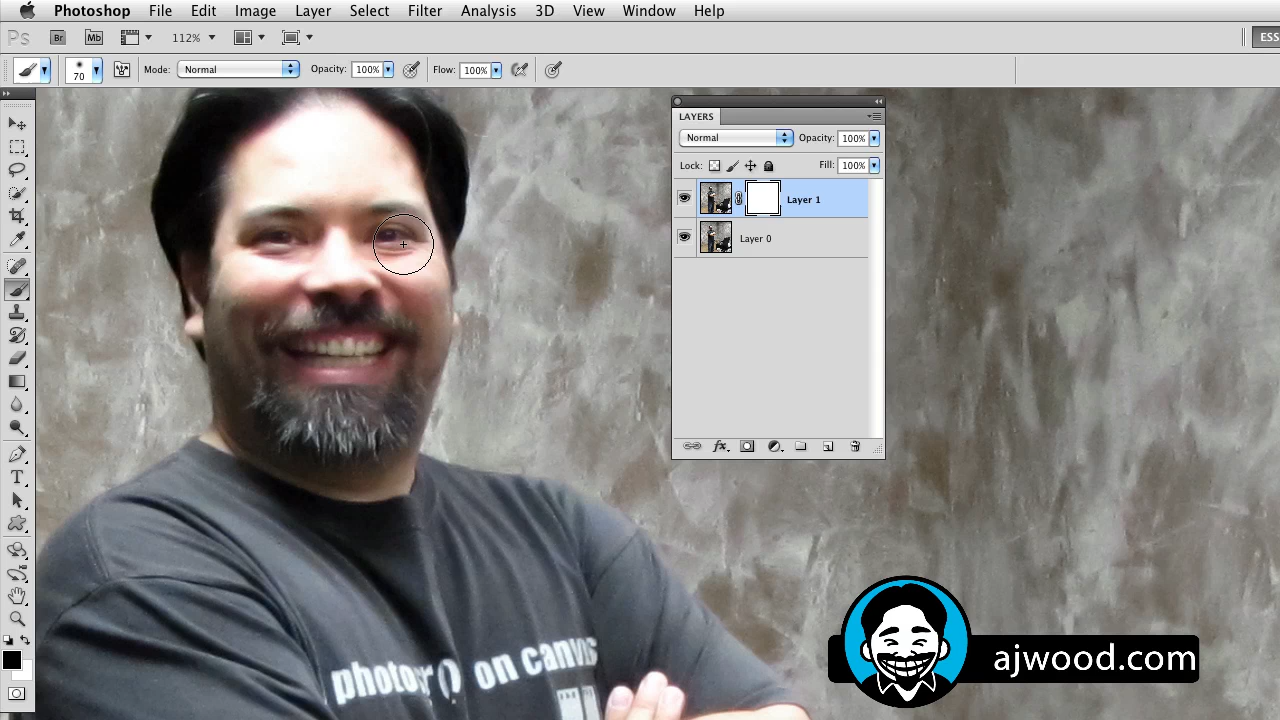 Photoshop File Edit Image Layer Select Filter Analysis 3D View Window Help
Ps Br Mb 112% ESS
70 Mode: Normal Opacity: 100% Flow: 100%
LAYERS
Normal Opacity: 100%
Lock: Fill: 100%
Layer 1
Layer 0
fx
T
on canvas
ajwood.com